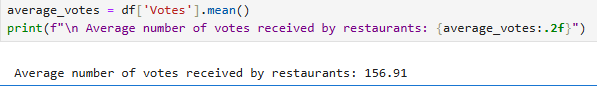 average_votes = df['Votes'].mean()
print(f"\n Average number of votes received by restaurants: {average_votes:.2f}")
Average number of votes received by restaurants: 156.91